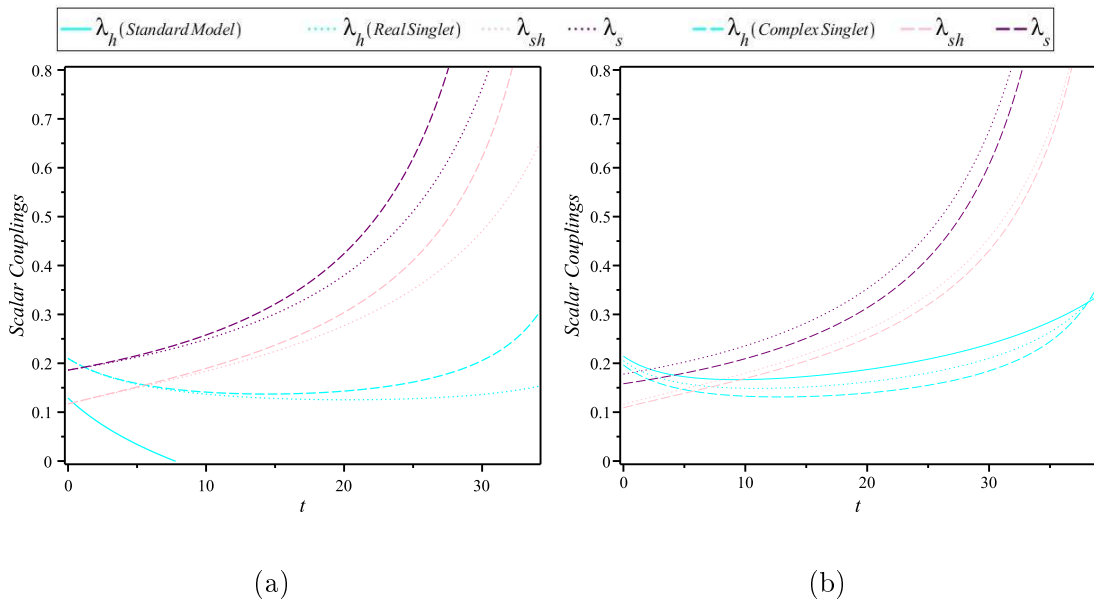 λh (Standard Model) λh (Real Singlet) λsh λs λh (Complex Singlet) λsh λs
0.8
0.7
0.6
0.5
0.4
0.3
0.2
0.1
0
Scalar Couplings
0 10 20 30
t
(a)
0.8
0.7
0.6
0.5
0.4
0.3
0.2
0.1
0
Scalar Couplings
0 10 20 30
t
(b)